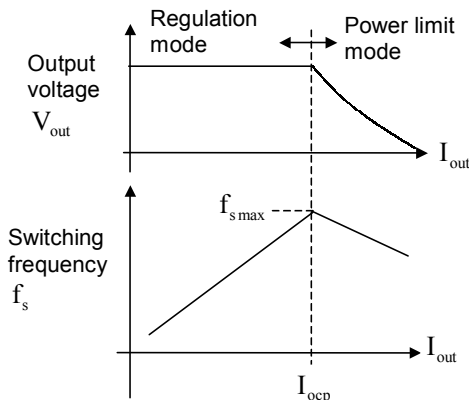 Regulation
mode
Power limit
mode
Output
voltage
V_out
I_out
f_s max
Switching
frequency
f_s
I_out
I_ocp